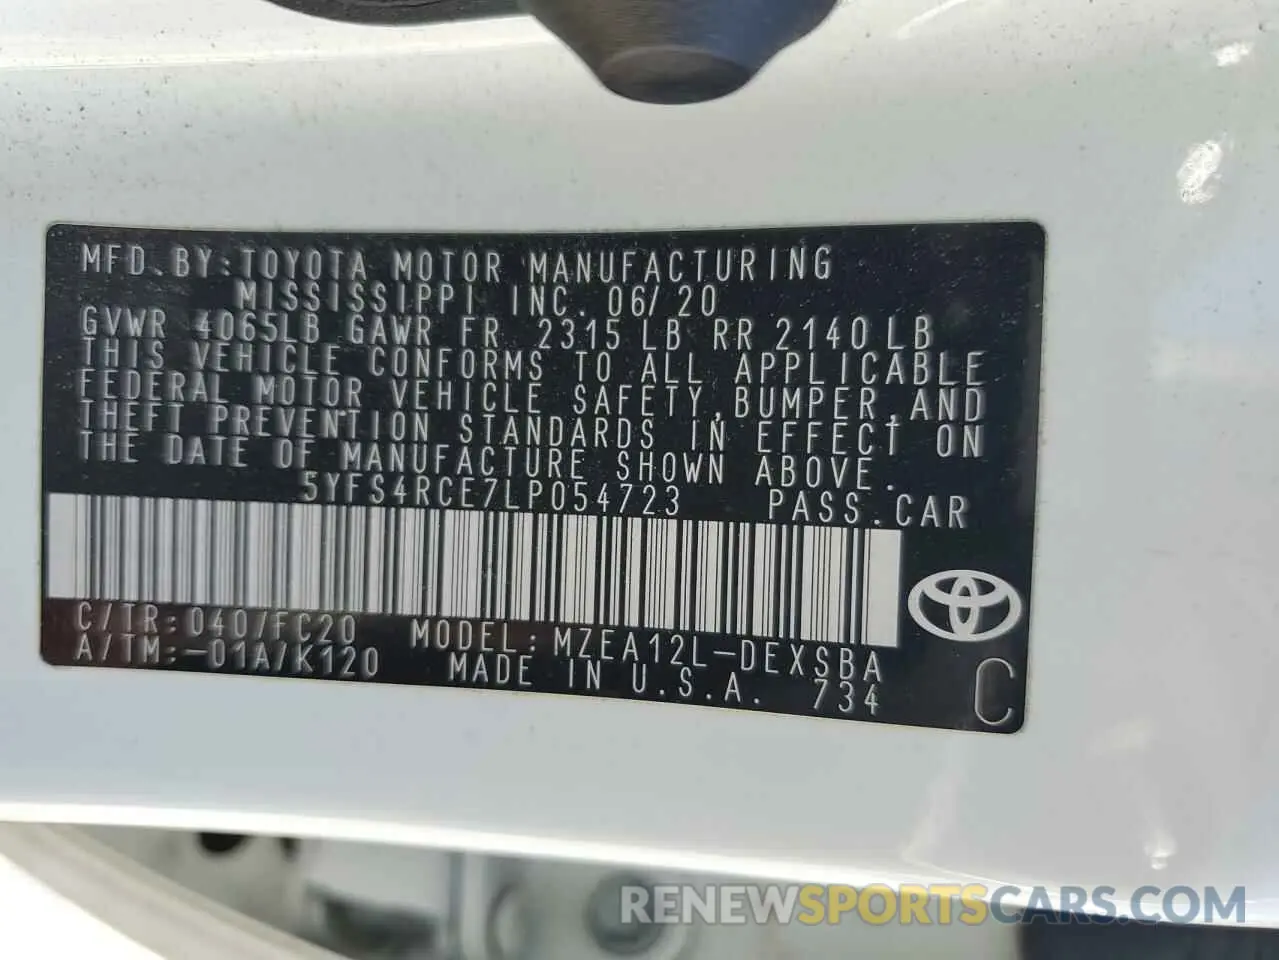 MFD.BY:TOYOTA MOTOR MANUFACTURING
MISSISSIPPI INC. 06/20
GVWR 4065LB GAWR FR 2315LB RR 2140LB
THIS VEHICLE CONFORMS TO ALL APPLICABLE
FEDERAL MOTOR VEHICLE SAFETY,BUMPER,AND
THEFT PREVENTION STANDARDS IN EFFECT ON
THE DATE OF MANUFACTURE SHOWN ABOVE.
5YFS4RCE7LP054723 PASS.CAR
C/TR:040/FC20 MODEL:MZEA12L-DEXSBA
A/TM:-01A/K120 MADE IN U.S.A. 734
C
RENEWSPORTSCARS.COM